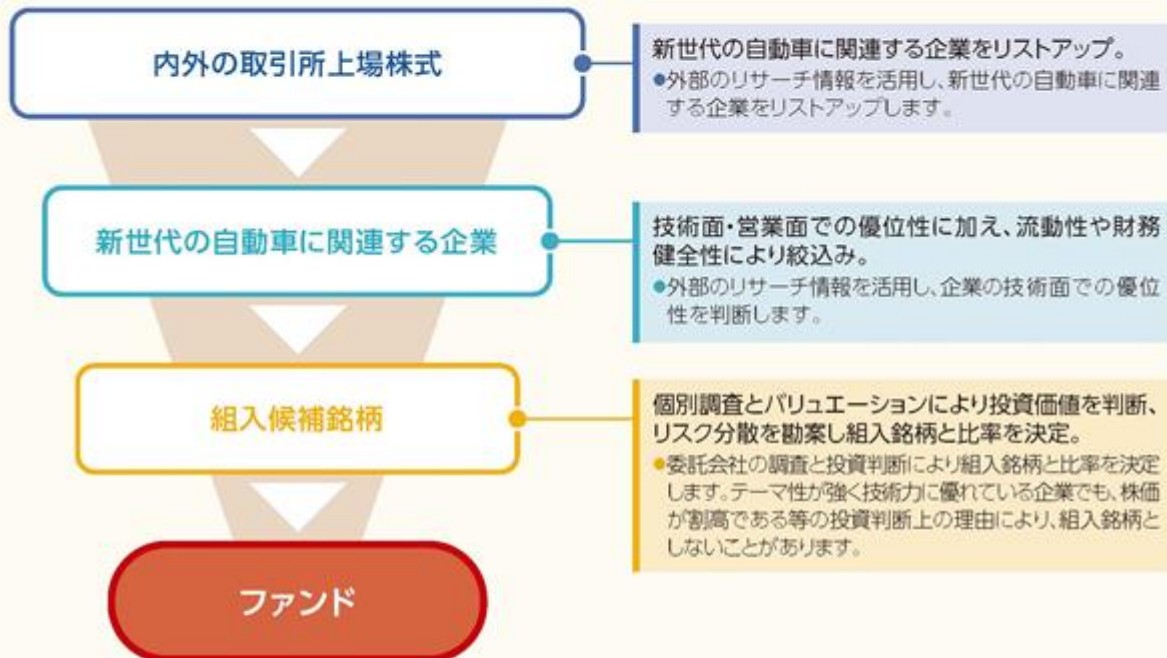 内外の取引所上場株式
新世代の自動車に関連する企業をリストアップ。
●外部のリサーチ情報を活用し、新世代の自動車に関連
する企業をリストアップします。
新世代の自動車に関連する企業
技術面・営業面での優位性に加え、流動性や財務
健全性により絞込み。
●外部のリサーチ情報を活用し、企業の技術面での優位
性を判断します。
組入候補銘柄
個別調査とバリュエーションにより投資価値を判断、
リスク分散を勘案し組入銘柄と比率を決定。
●委託会社の調査と投資判断により組入銘柄と比率を決定
します。テーマ性が強く技術力に優れている企業でも、株価
が割高である等の投資判断上の理由により、組入銘柄と
しないことがあります。
ファンド